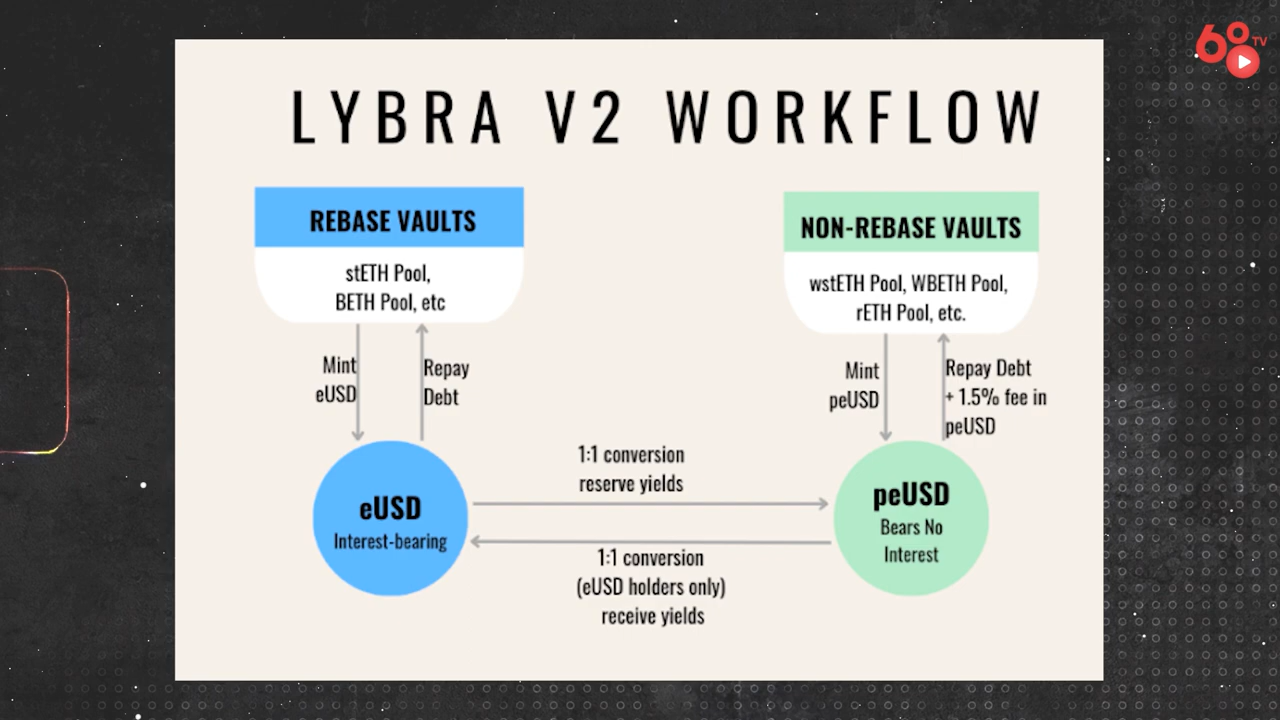 60
TV
LYBRA V2 WORKFLOW
REBASE VAULTS
stETH Pool,
BETH Pool, etc
NON-REBASE VAULTS
wstETH Pool, WBETH Pool,
rETH Pool, etc.
Mint
eUSD
Repay
Debt
Mint
peUSD
Repay Debt
+ 1.5% fee in
peUSD
eUSD
Interest-bearing
1:1 conversion
reserve yields
1:1 conversion
(eUSD holders only)
receive yields
peUSD
Bears No
Interest